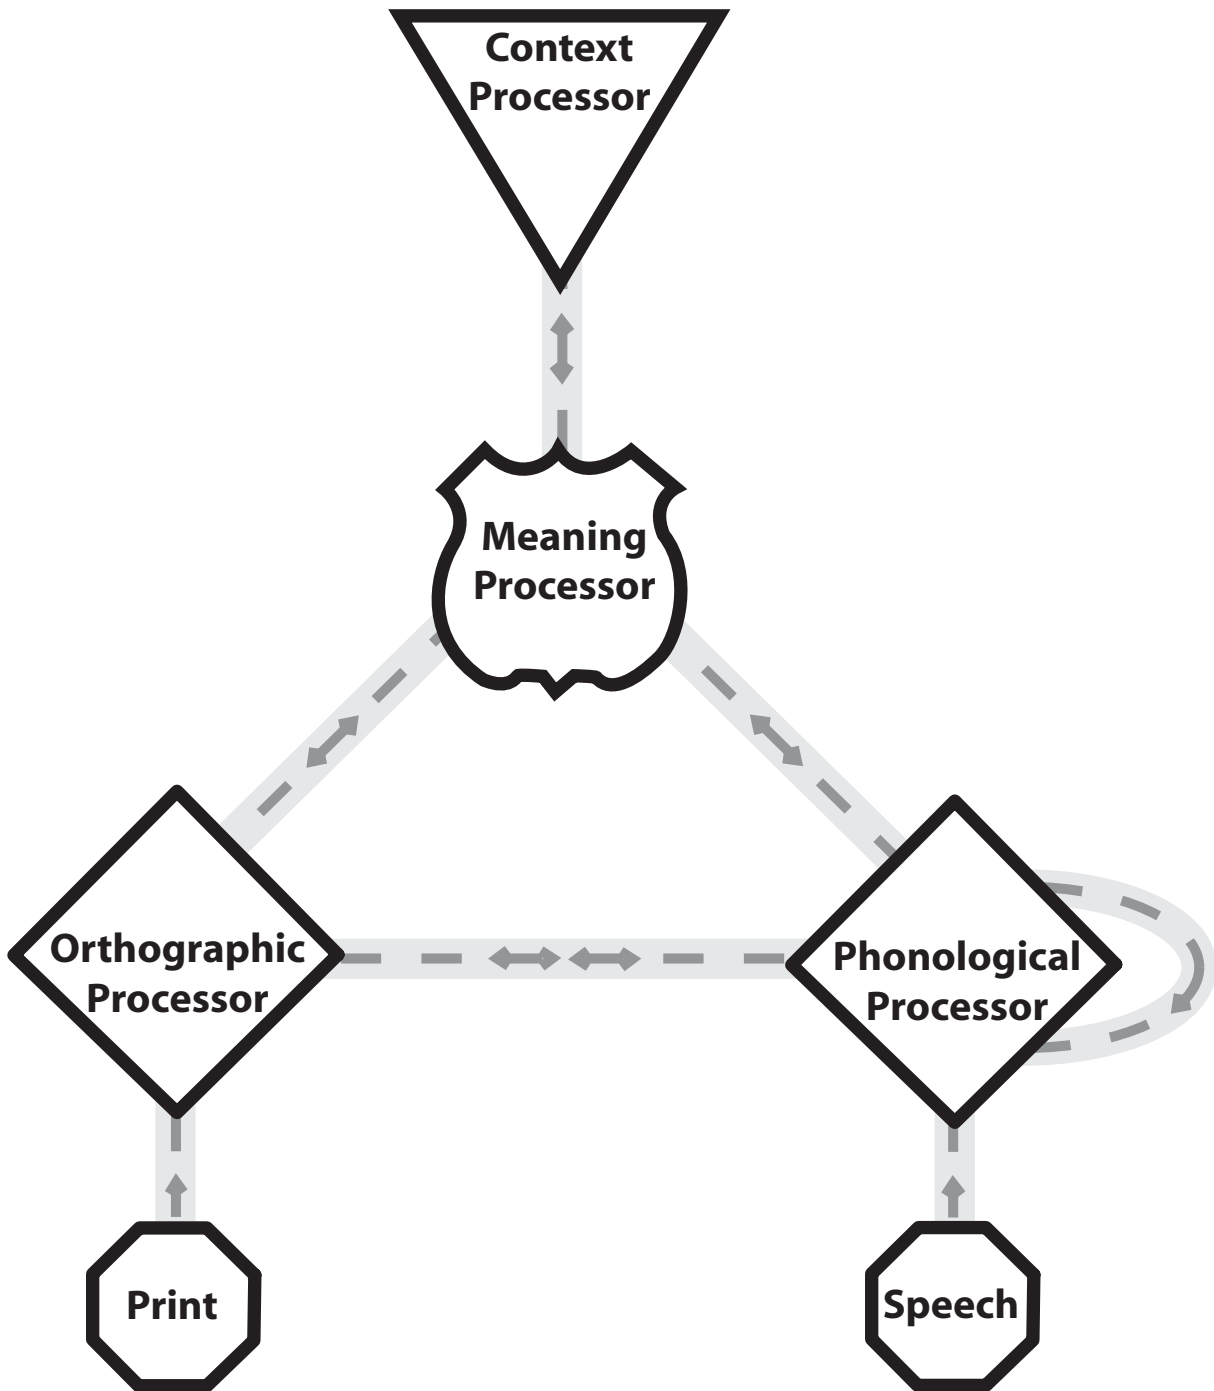 Context
Processor
Meaning
Processor
Orthographic
Processor
Phonological
Processor
Print
Speech